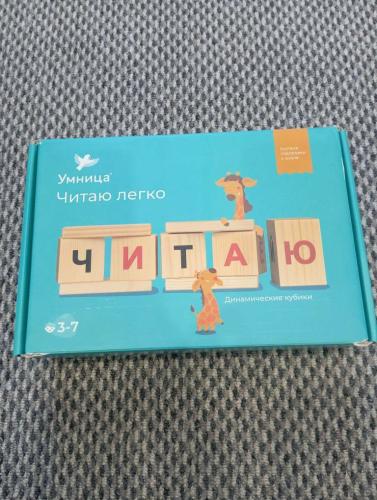 Умница®
Читаю легко
ЧИТАЮ
Динамические кубики
3-7